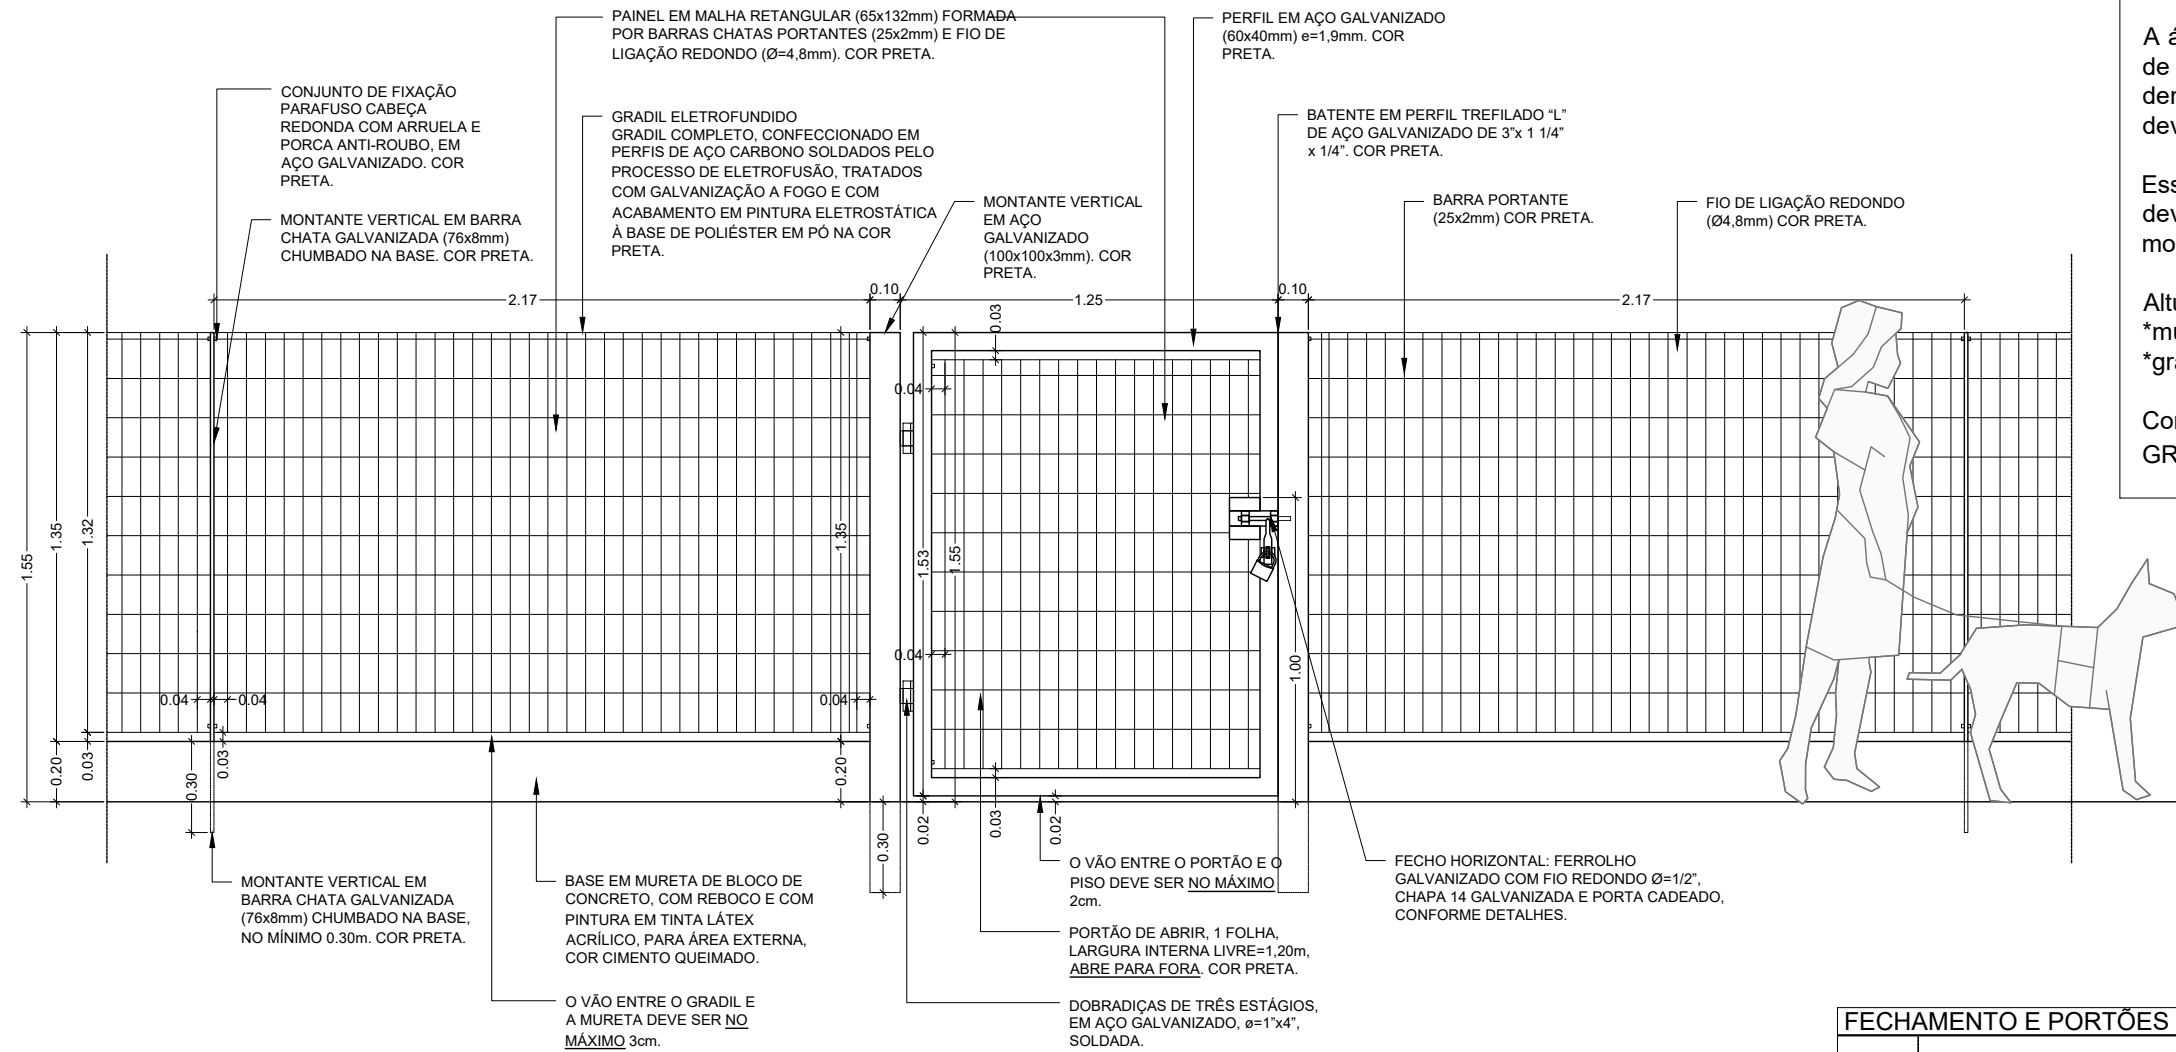 PAINEL EM MALHA RETANGULAR (65x132mm) FORMADA
POR BARRAS CHATAS PORTANTES (25x2mm) E FIO DE
LIGAÇÃO REDONDO (Ø=4,8mm). COR PRETA.
PERFIL EM AÇO GALVANIZADO
(60x40mm) e=1,9mm. COR
PRETA.
CONJUNTO DE FIXAÇÃO
PARAFUSO CABEÇA
REDONDA COM ARRUELA E
PORCA ANTI-ROUBO, EM
AÇO GALVANIZADO. COR
PRETA.
GRADIL ELETROFUNDIDO
GRADIL COMPLETO, CONFECCIONADO EM
PERFIS DE AÇO CARBONO SOLDADOS PELO
PROCESSO DE ELETROFUSÃO, TRATADOS
COM GALVANIZAÇÃO A FOGO E COM
ACABAMENTO EM PINTURA ELETROSTÁTICA
À BASE DE POLIÉSTER EM PÓ NA COR
PRETA.
BATENTE EM PERFIL TREFILADO “L”
DE AÇO GALVANIZADO DE 3”x 1 1/4”
x 1/4”. COR PRETA.
MONTANTE VERTICAL EM BARRA
CHATA GALVANIZADA (76x8mm)
CHUMBADO NA BASE. COR PRETA.
MONTANTE VERTICAL
EM AÇO
GALVANIZADO
(100x100x3mm). COR
PRETA.
BARRA PORTANTE
(25x2mm) COR PRETA.
FIO DE LIGAÇÃO REDONDO
(Ø4,8mm) COR PRETA.
A á
de
der
dev
Ess
dev
mo
Altu
*mu
*gra
Cor
GR
2.17
0.10
1.25
0.10
2.17
0.03
0.04
1.55
1.35
1.32
1.35
1.53
1.55
1.00
0.04
0.04
0.04
0.04
0.20
0.03
0.30
0.03
0.20
0.30
0.02
0.03
0.02
MONTANTE VERTICAL EM
BARRA CHATA GALVANIZADA
(76x8mm) CHUMBADO NA BASE,
NO MÍNIMO 0.30m. COR PRETA.
BASE EM MURETA DE BLOCO DE
CONCRETO, COM REBOCO E COM
PINTURA EM TINTA LÁTEX
ACRÍLICO, PARA ÁREA EXTERNA,
COR CIMENTO QUEIMADO.
O VÃO ENTRE O GRADIL E
A MURETA DEVE SER NO
MÁXIMO 3cm.
O VÃO ENTRE O PORTÃO E O
PISO DEVE SER NO MÁXIMO
2cm.
PORTÃO DE ABRIR, 1 FOLHA,
LARGURA INTERNA LIVRE=1,20m,
ABRE PARA FORA. COR PRETA.
DOBRADIÇAS DE TRÊS ESTÁGIOS,
EM AÇO GALVANIZADO, ø=1”x4”,
SOLDADA.
FECHO HORIZONTAL: FERROLHO
GALVANIZADO COM FIO REDONDO Ø=1/2”,
CHAPA 14 GALVANIZADA E PORTA CADEADO,
CONFORME DETALHES.
FECHAMENTO E PORTÕES